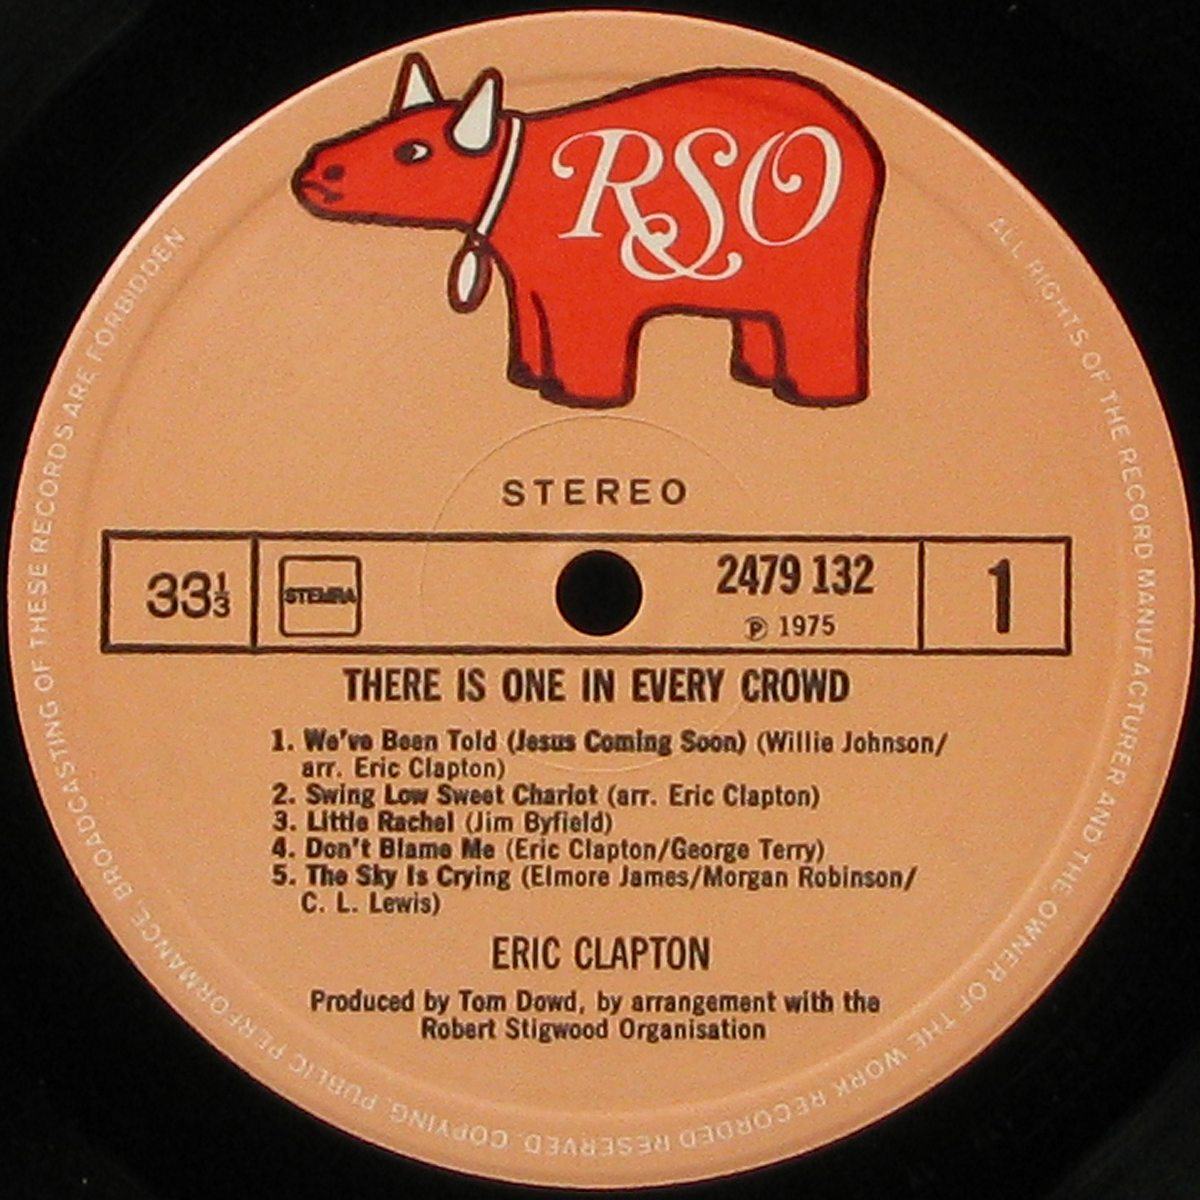 RSO
STEREO
33⅓ STEMRA 2479 132 1
℗ 1975
THERE IS ONE IN EVERY CROWD
1. We've Been Told (Jesus Coming Soon) (Willie Johnson/
arr. Eric Clapton)
2. Swing Low Sweet Chariot (arr. Eric Clapton)
3. Little Rachel (Jim Byfield)
4. Don't Blame Me (Eric Clapton/George Terry)
5. The Sky Is Crying (Elmore James/Morgan Robinson/
C. L. Lewis)
ERIC CLAPTON
Produced by Tom Dowd, by arrangement with the
Robert Stigwood Organisation
ALL RIGHTS OF THE RECORD MANUFACTURER AND THE OWNER OF THE WORK RECORDED RESERVED. COPYING, PUBLIC PERFORMANCE, BROADCASTING OF THESE RECORDS ARE FORBIDDEN